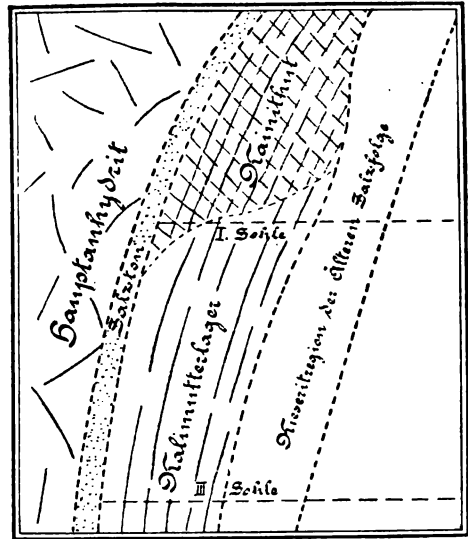 Hauptanhydrit
Salzton
Kainithut
I. Sohle
Kalimutterlager
Kieseritregion der Älteren Salzfolge
III Sohle